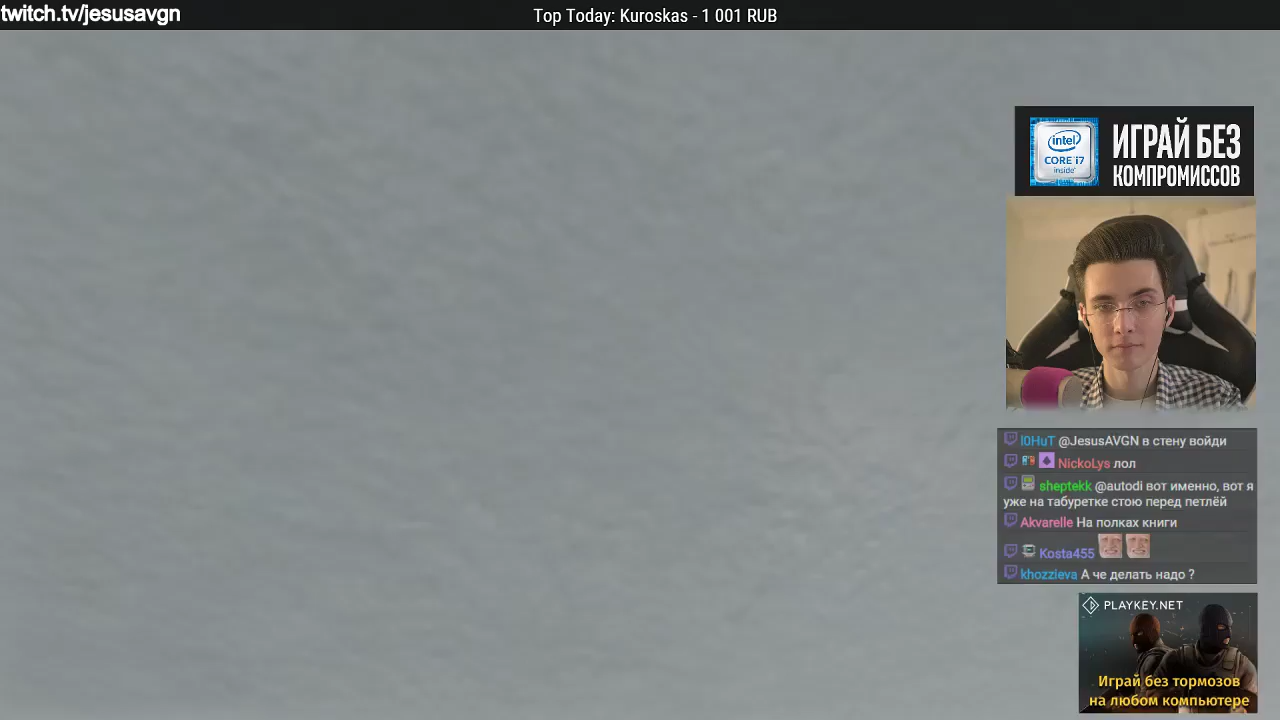 twitch.tv/jesusavgn
Top Today: Kuroskas - 1 001 RUB
intel
CORE i7
inside
ИГРАЙ БЕЗ
КОМПРОМИССОВ
l0HuT @JesusAVGN в стену войди
NickoLys лол
sheptekk @autodi вот именно, вот я
уже на табуретке стою перед петлёй
Akvarelle На полках книги
Kosta455
khozzieva А че делать надо ?
PLAYKEY.NET
Играй без тормозов
на любом компьютере